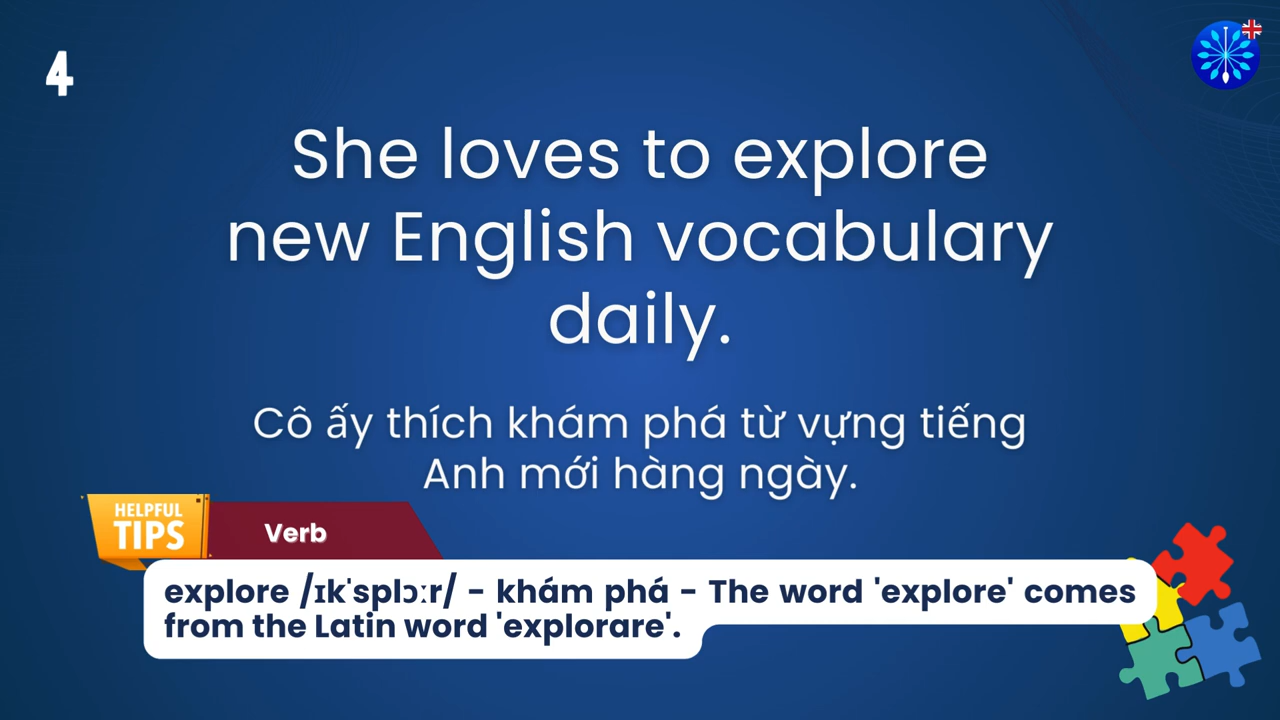 4
She loves to explore
new English vocabulary
daily.
Cô ấy thích khám phá từ vựng tiếng
Anh mới hàng ngày.
HELPFUL
TIPS
Verb
explore /ɪkˈsplɔːr/ - khám phá - The word 'explore' comes
from the Latin word 'explorare'.